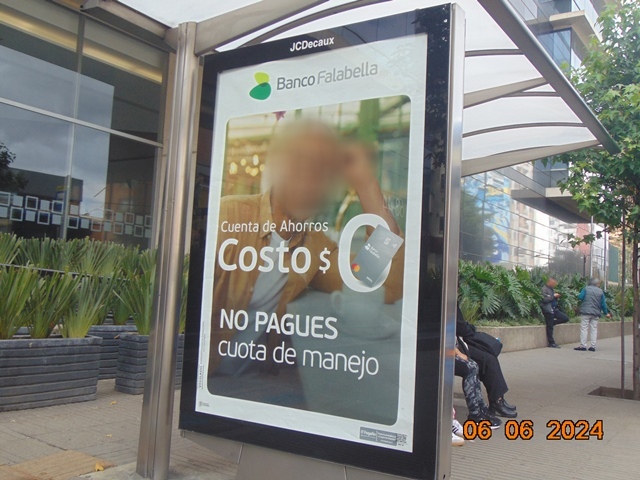 JCDecaux
Banco Falabella
Cuenta de Ahorros
Costo $ 0
NO PAGUES
cuota de manejo
06 06 2024